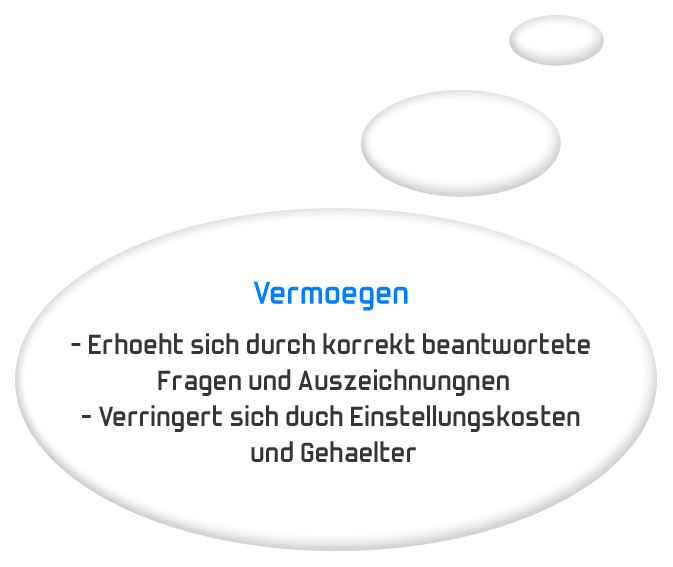 Vermoegen
- Erhoeht sich durch korrekt beantwortete
Fragen und Auszeichnungnen
- Verringert sich duch Einstellungskosten
und Gehaelter